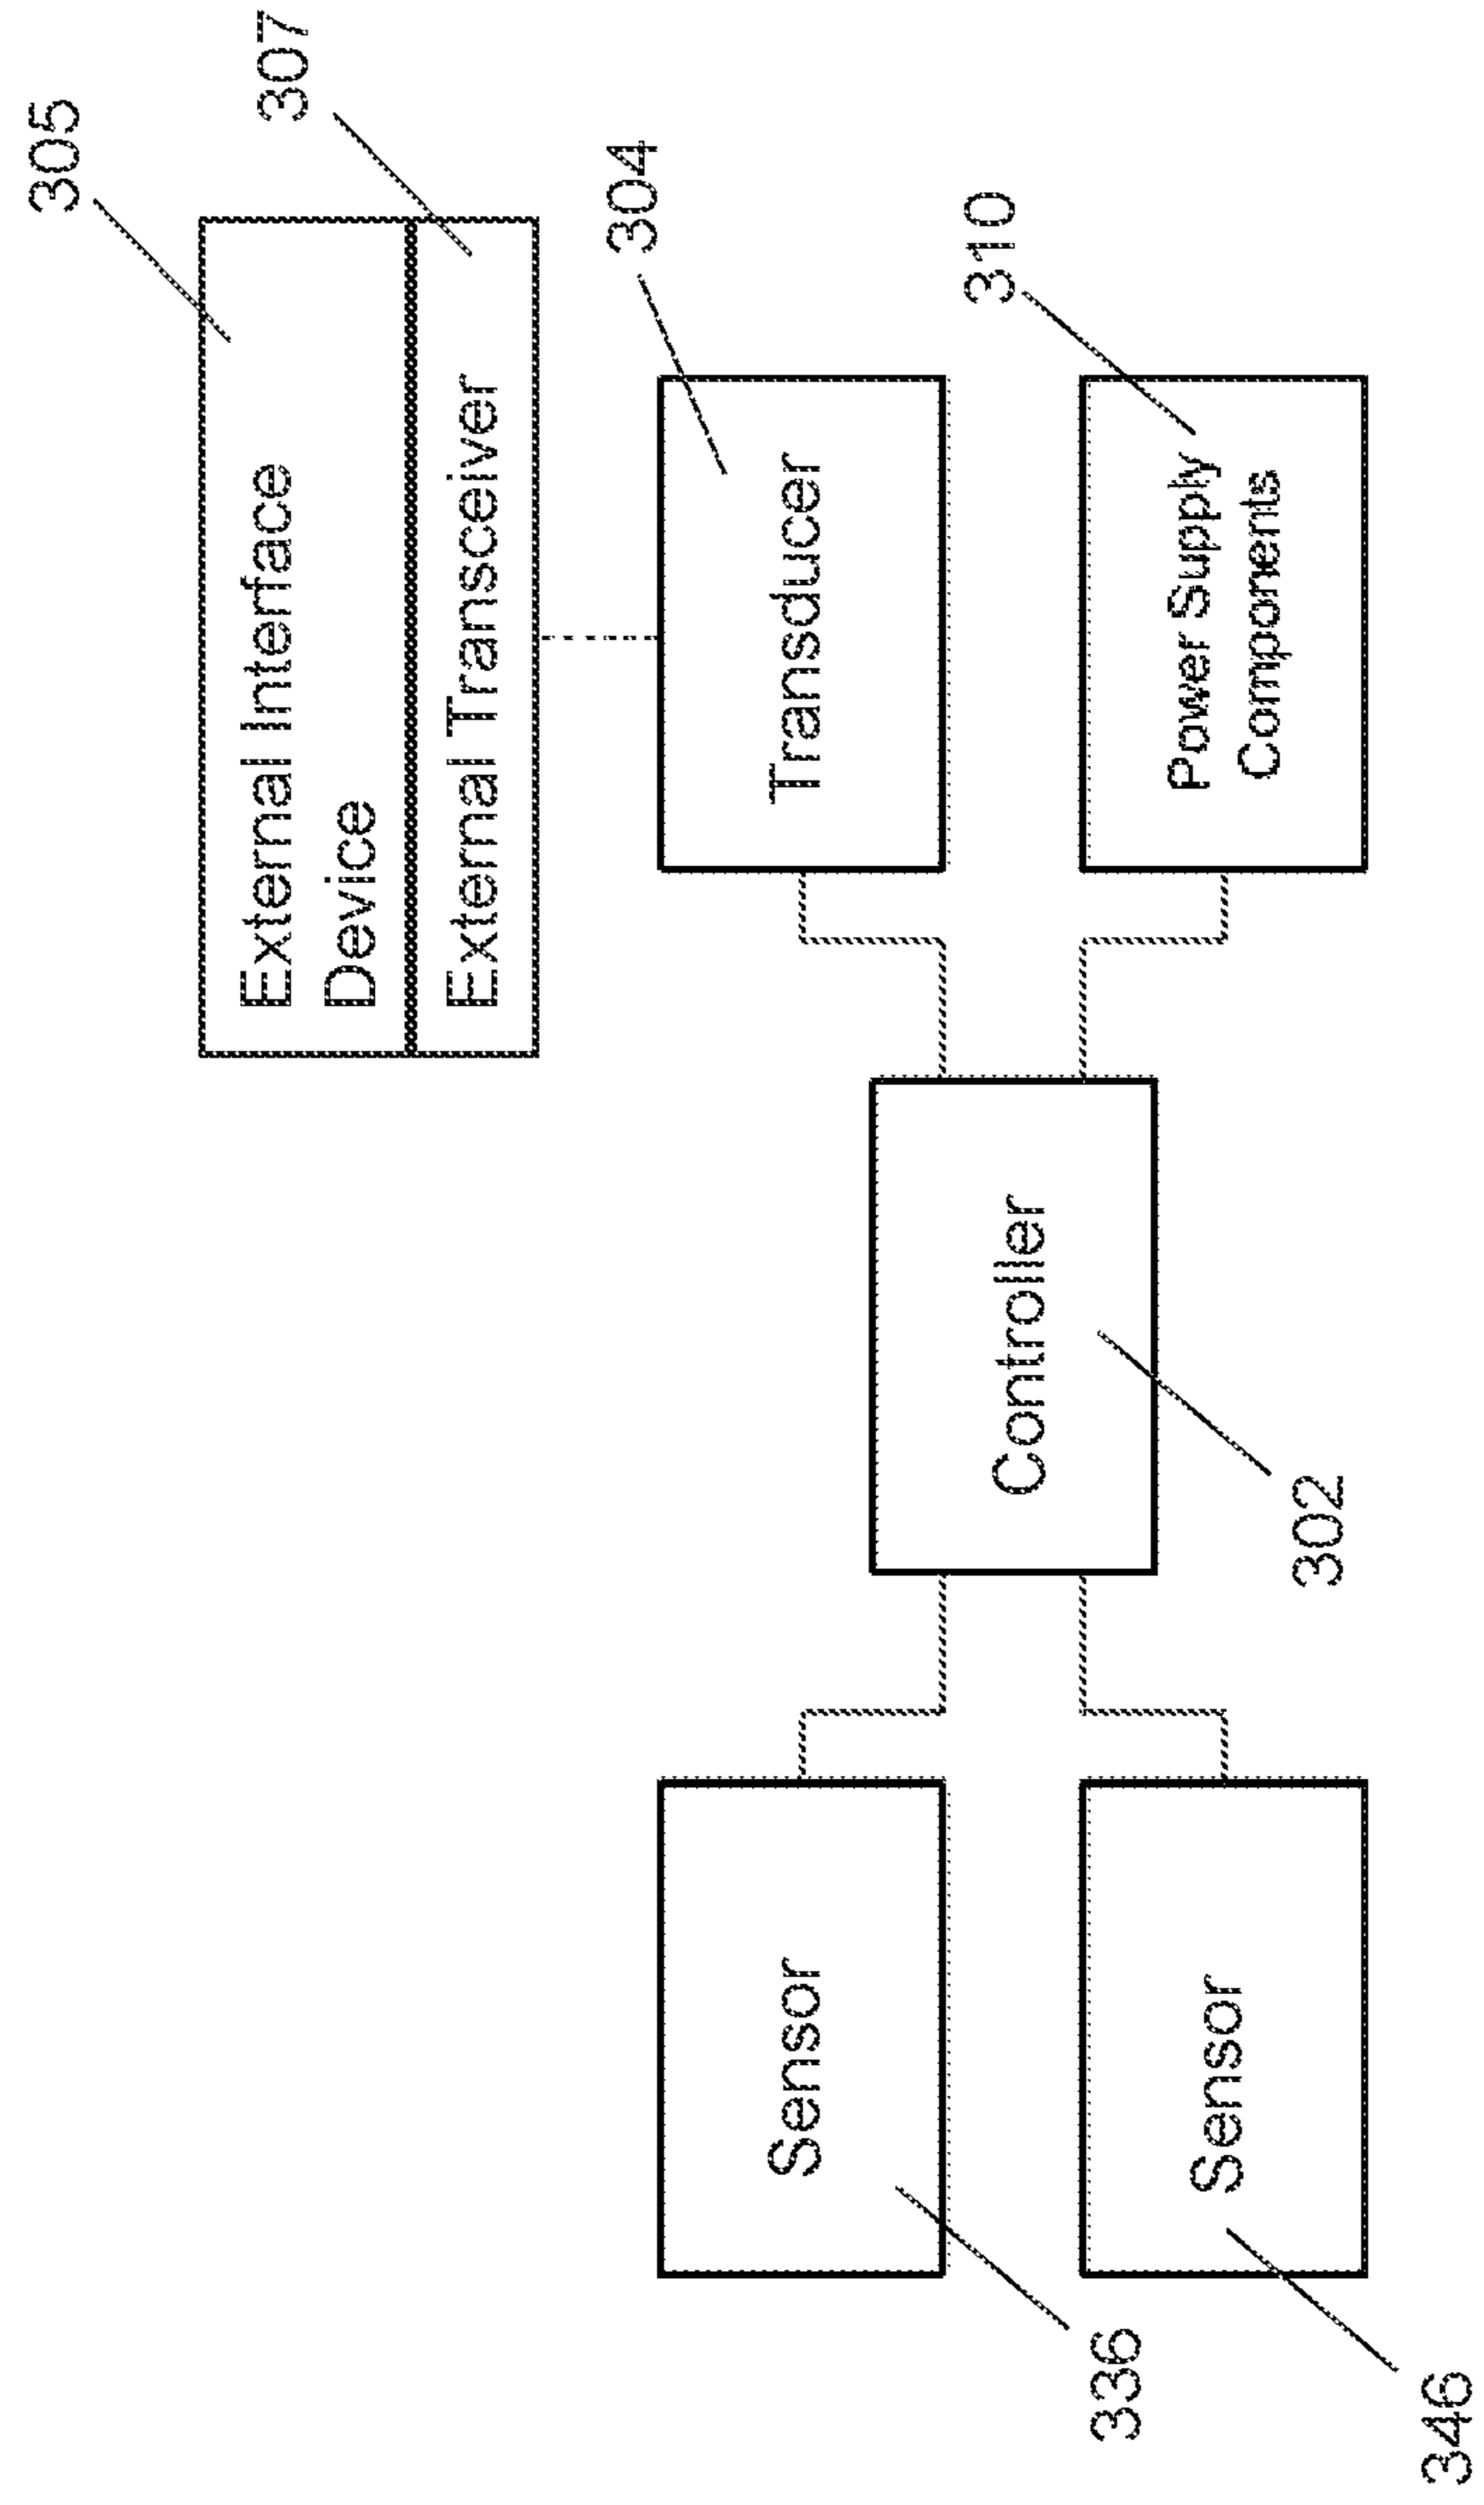 305
External Interface
Device
307
External Transceiver
304
Transducer
310
Power Supply
Components
Controller
302
Sensor
336
Sensor
346